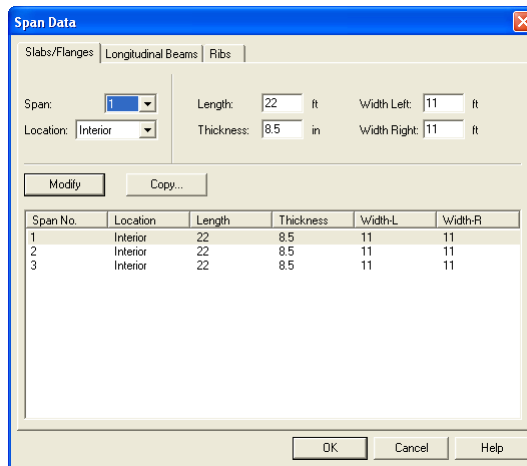 Span Data
Slabs/Flanges Longitudinal Beams Ribs
Span: 1 Length: 22 ft Width Left: 11 ft
Location: Interior Thickness: 8.5 in Width Right: 11 ft
Modify Copy...
Span No. Location Length Thickness Width-L Width-R
1 Interior 22 8.5 11 11
2 Interior 22 8.5 11 11
3 Interior 22 8.5 11 11
OK Cancel Help